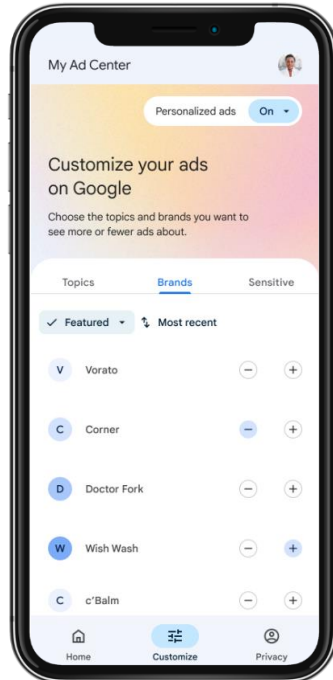 My Ad Center
Personalized ads On
Customize your ads
on Google
Choose the topics and brands you want to
see more or fewer ads about.
Topics Brands Sensitive
Featured Most recent
V Vorato
C Corner
D Doctor Fork
W Wish Wash
C c'Balm
Home Customize Privacy